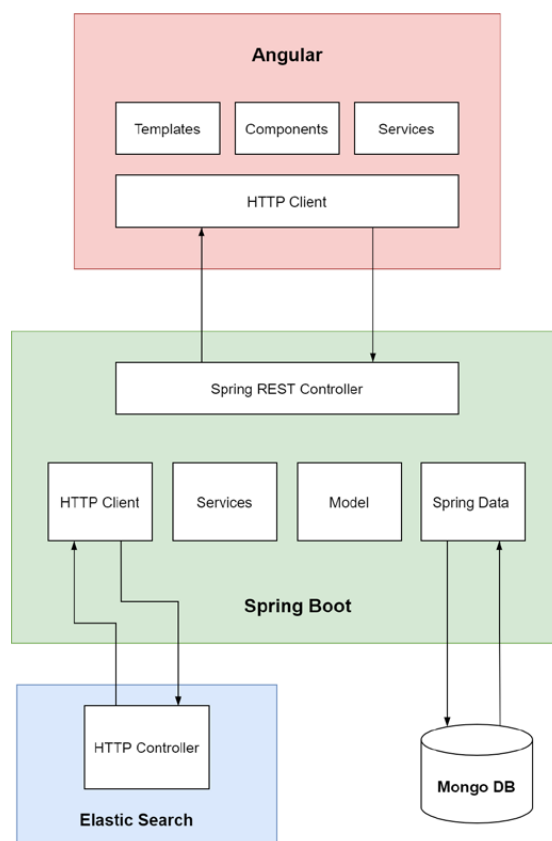 Angular
Templates
Components
Services
HTTP Client
Spring REST Controller
HTTP Client
Services
Model
Spring Data
Spring Boot
HTTP Controller
Mongo DB
Elastic Search